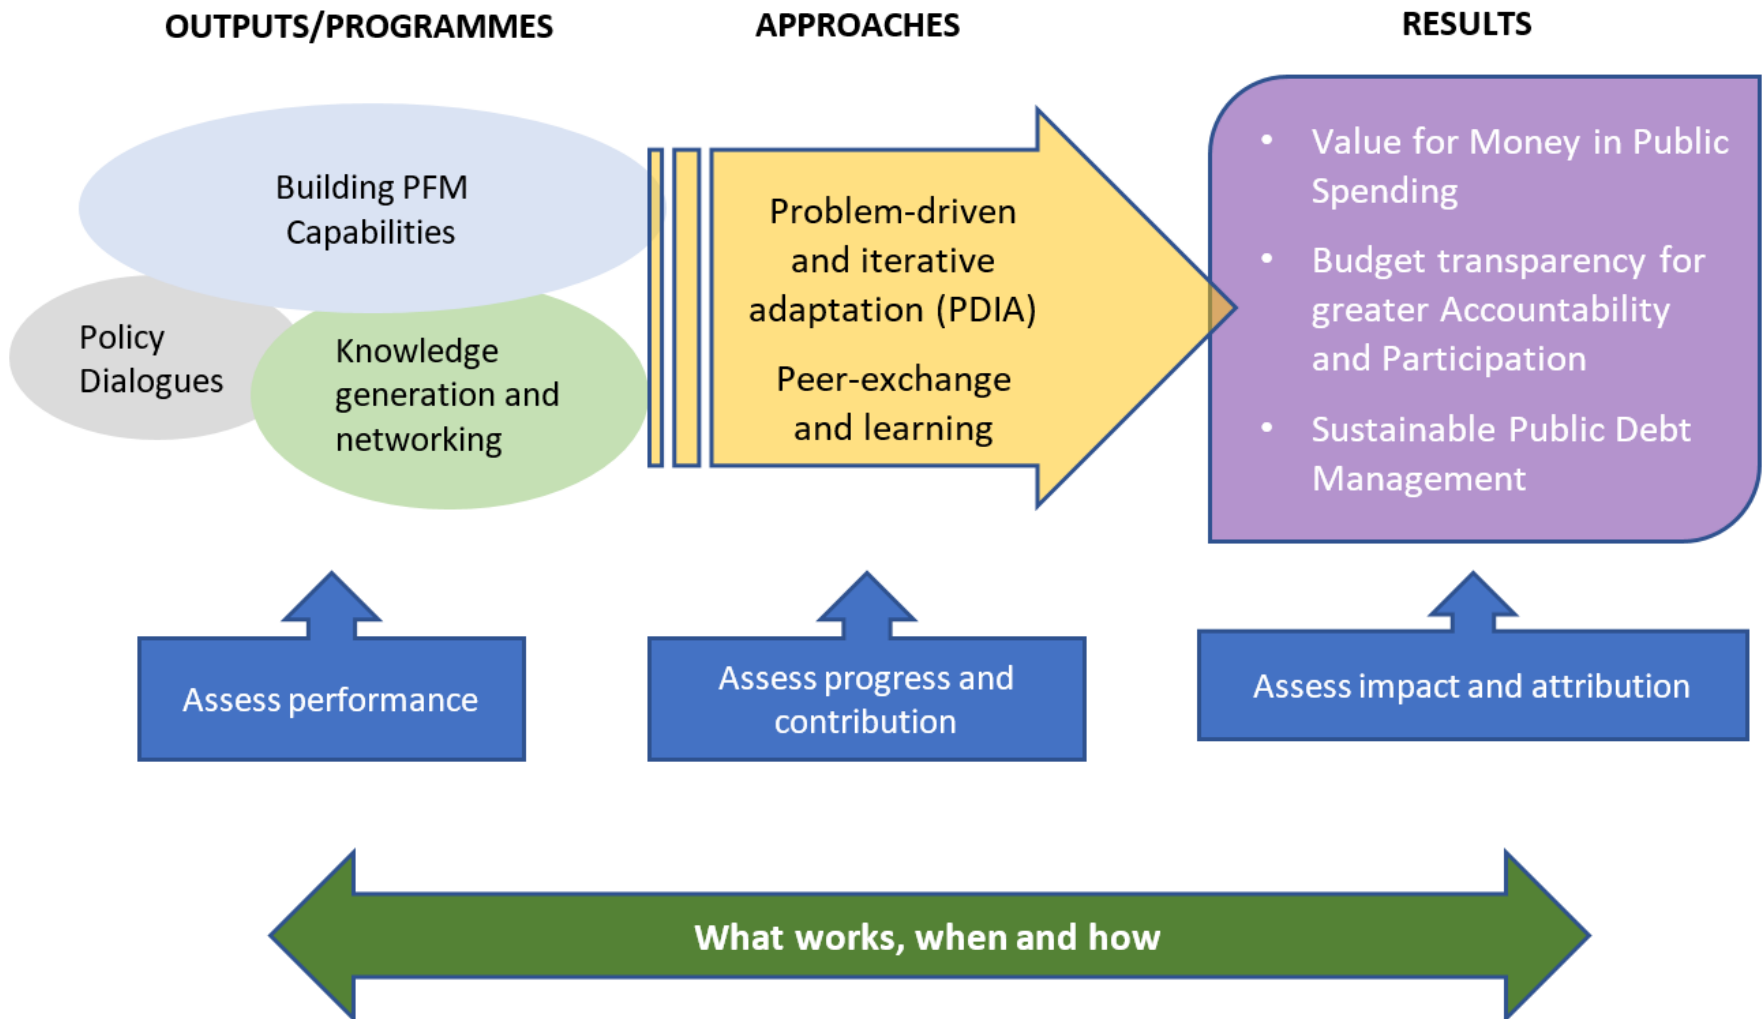 OUTPUTS/PROGRAMMES
APPROACHES
RESULTS
Building PFM
Capabilities
Policy
Dialogues
Knowledge
generation and
networking
Problem-driven
and iterative
adaptation (PDIA)
Peer-exchange
and learning
• Value for Money in Public
Spending
• Budget transparency for
greater Accountability
and Participation
• Sustainable Public Debt
Management
Assess performance
Assess progress and
contribution
Assess impact and attribution
What works, when and how